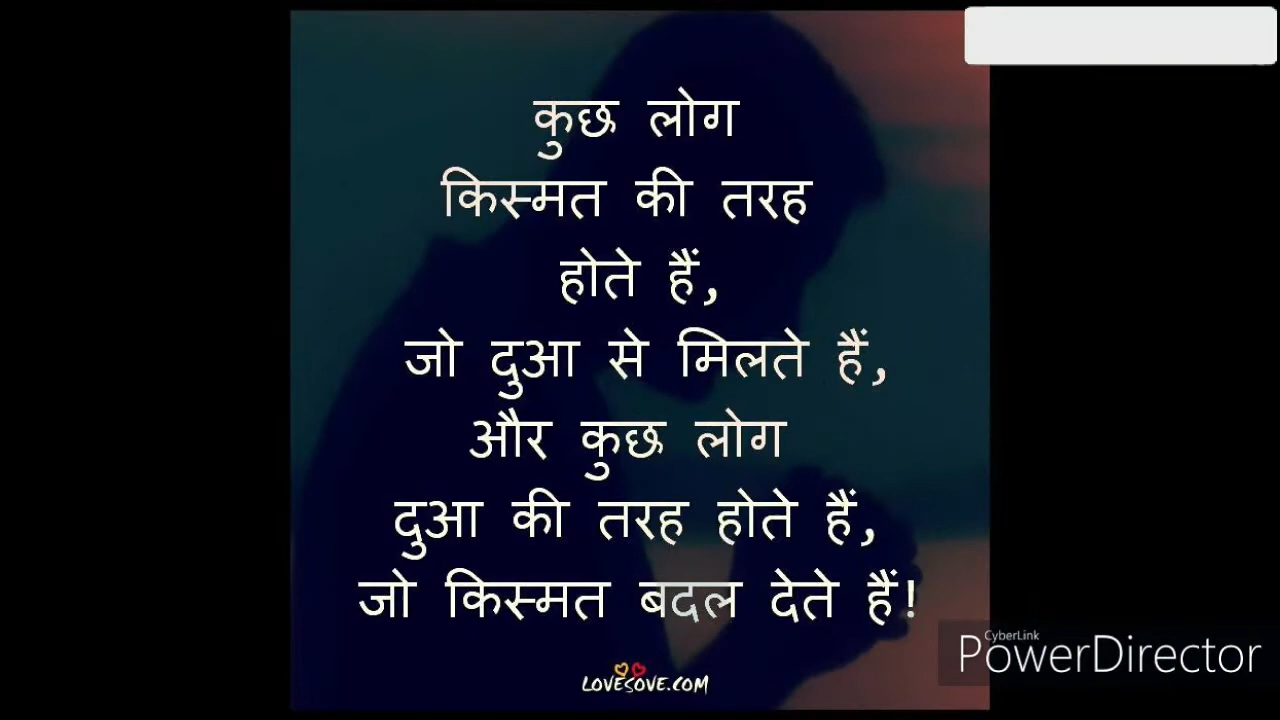 कुछ लोग
किस्मत की तरह
होते हैं,
जो दुआ से मिलते हैं,
और कुछ लोग
दुआ की तरह होते हैं,
जो किस्मत बदल देते हैं!
LOVESOVE.COM
CyberLink
PowerDirector